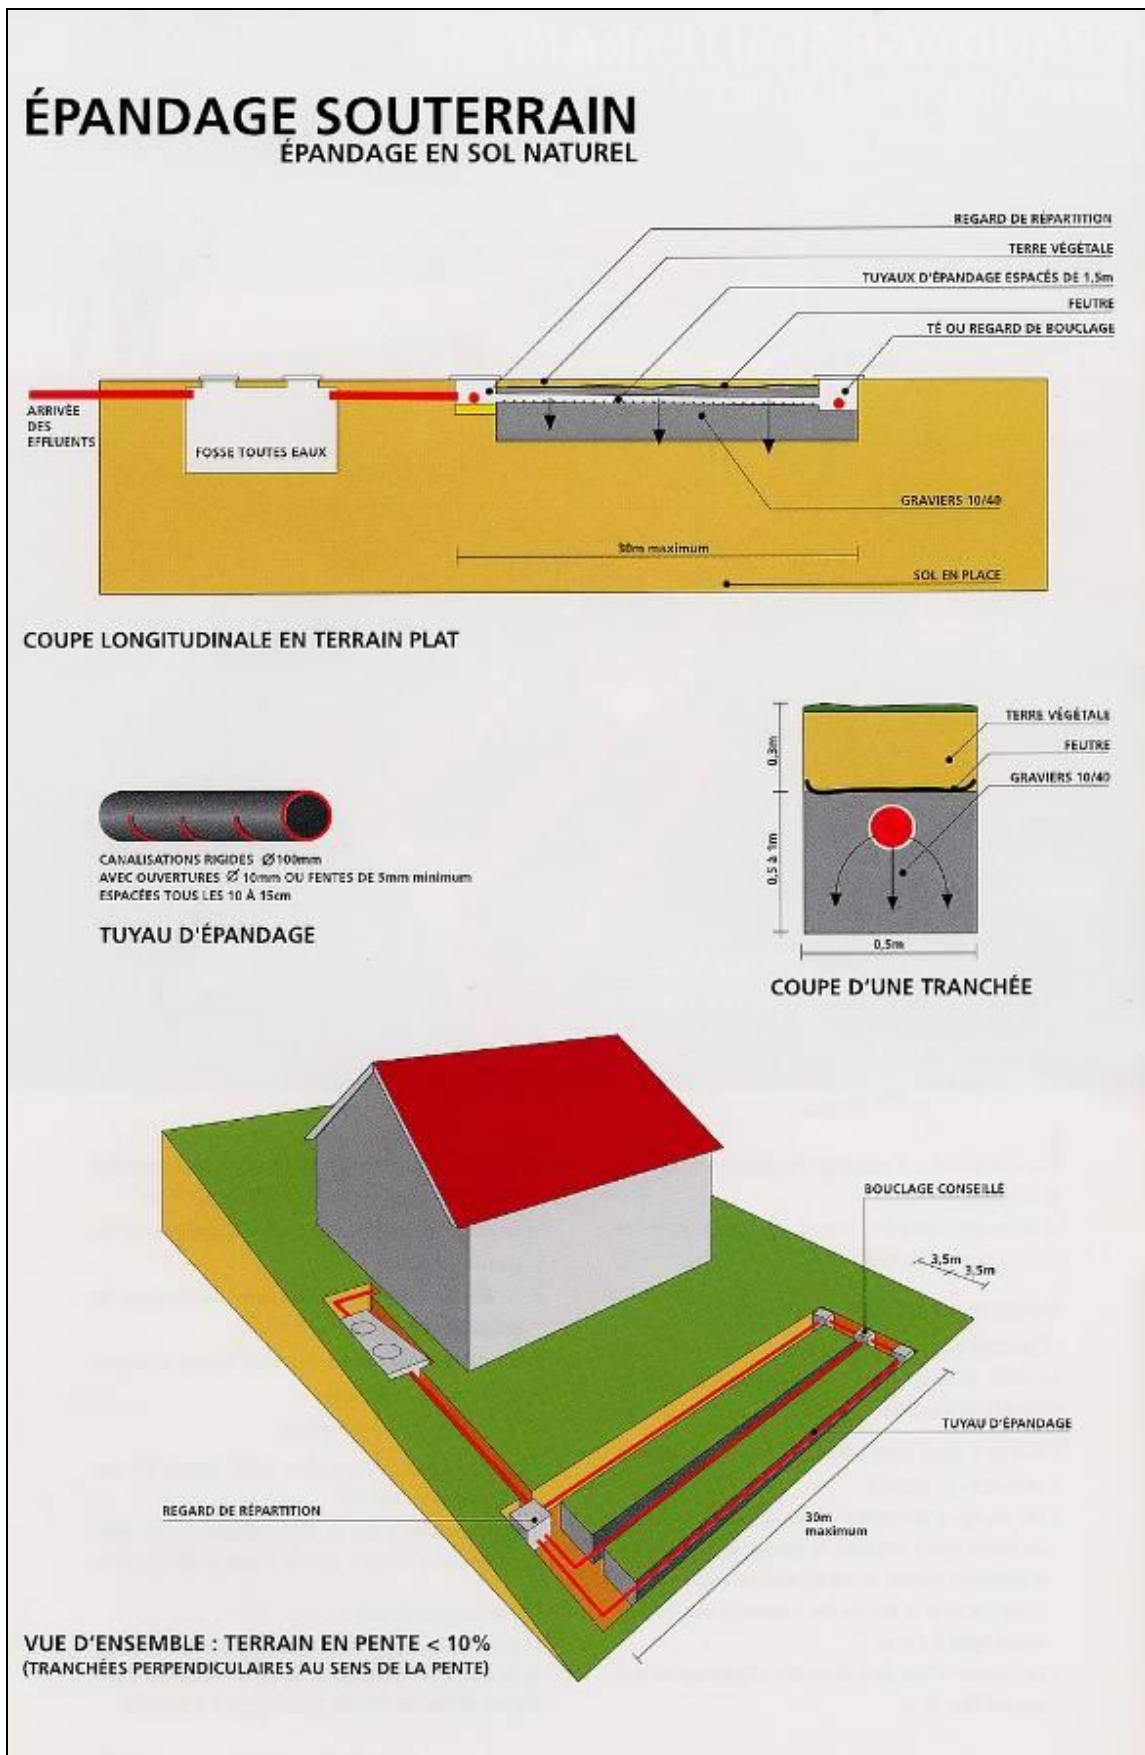 ÉPANDAGE SOUTERRAIN
ÉPANDAGE EN SOL NATUREL
REGARD DE RÉPARTITION
TERRE VÉGÉTALE
TUYAUX D'ÉPANDAGE ESPACÉS DE 1,5m
FEUTRE
TÉ OU REGARD DE BOUCLAGE
ARRIVÉE
DES
EFFLUENTS
FOSSE TOUTES EAUX
GRAVIERS 10/40
30m maximum
SOL EN PLACE
COUPE LONGITUDINALE EN TERRAIN PLAT
TERRE VÉGÉTALE
FEUTRE
GRAVIERS 10/40
0,3m
0,5 à 1m
0,5m
COUPE D'UNE TRANCHÉE
CANALISATIONS RIGIDES Ø100mm
AVEC OUVERTURES Ø 10mm OU FENTES DE 5mm minimum
ESPACÉES TOUS LES 10 À 15cm
TUYAU D'ÉPANDAGE
BOUCLAGE CONSEILLÉ
3,5m
3,5m
TUYAU D'ÉPANDAGE
30m
maximum
REGARD DE RÉPARTITION
VUE D'ENSEMBLE : TERRAIN EN PENTE < 10%
(TRANCHÉES PERPENDICULAIRES AU SENS DE LA PENTE)